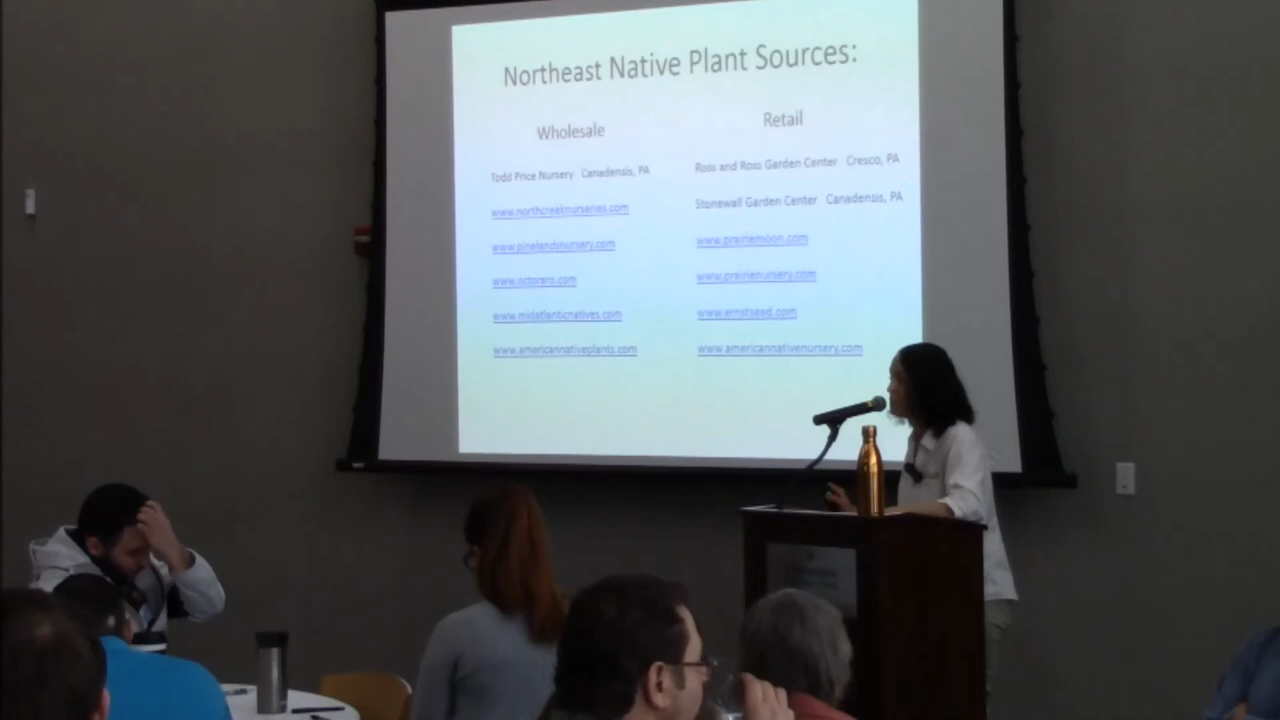 Northeast Native Plant Sources:
Wholesale
Todd Price Nursery Canadensis, PA
www.northcreeknurseries.com
www.pinelandsnursery.com
www.octoraro.com
www.midatlanticnatives.com
www.americannativeplants.com
Retail
Ross and Ross Garden Center Cresco, PA
Stonewall Garden Center Canadensis, PA
www.prairiemoon.com
www.prairienursery.com
www.ernstseed.com
www.americannativenursery.com